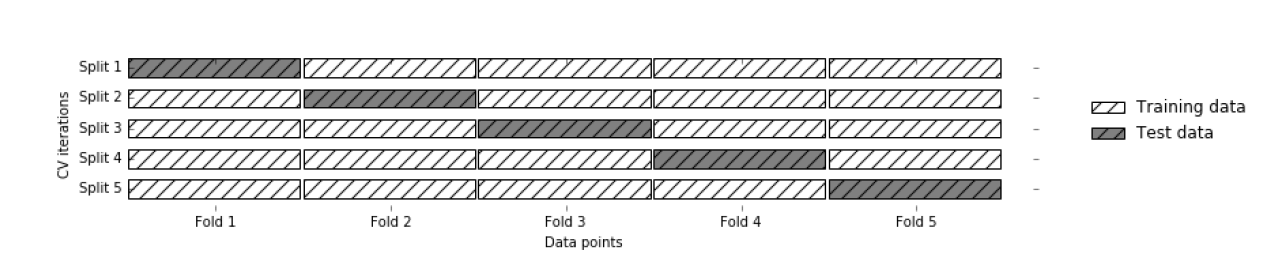 Split 1
Split 2
Split 3
Split 4
Split 5
CV iterations
Fold 1 Fold 2 Fold 3 Fold 4 Fold 5
Data points
Training data
Test data